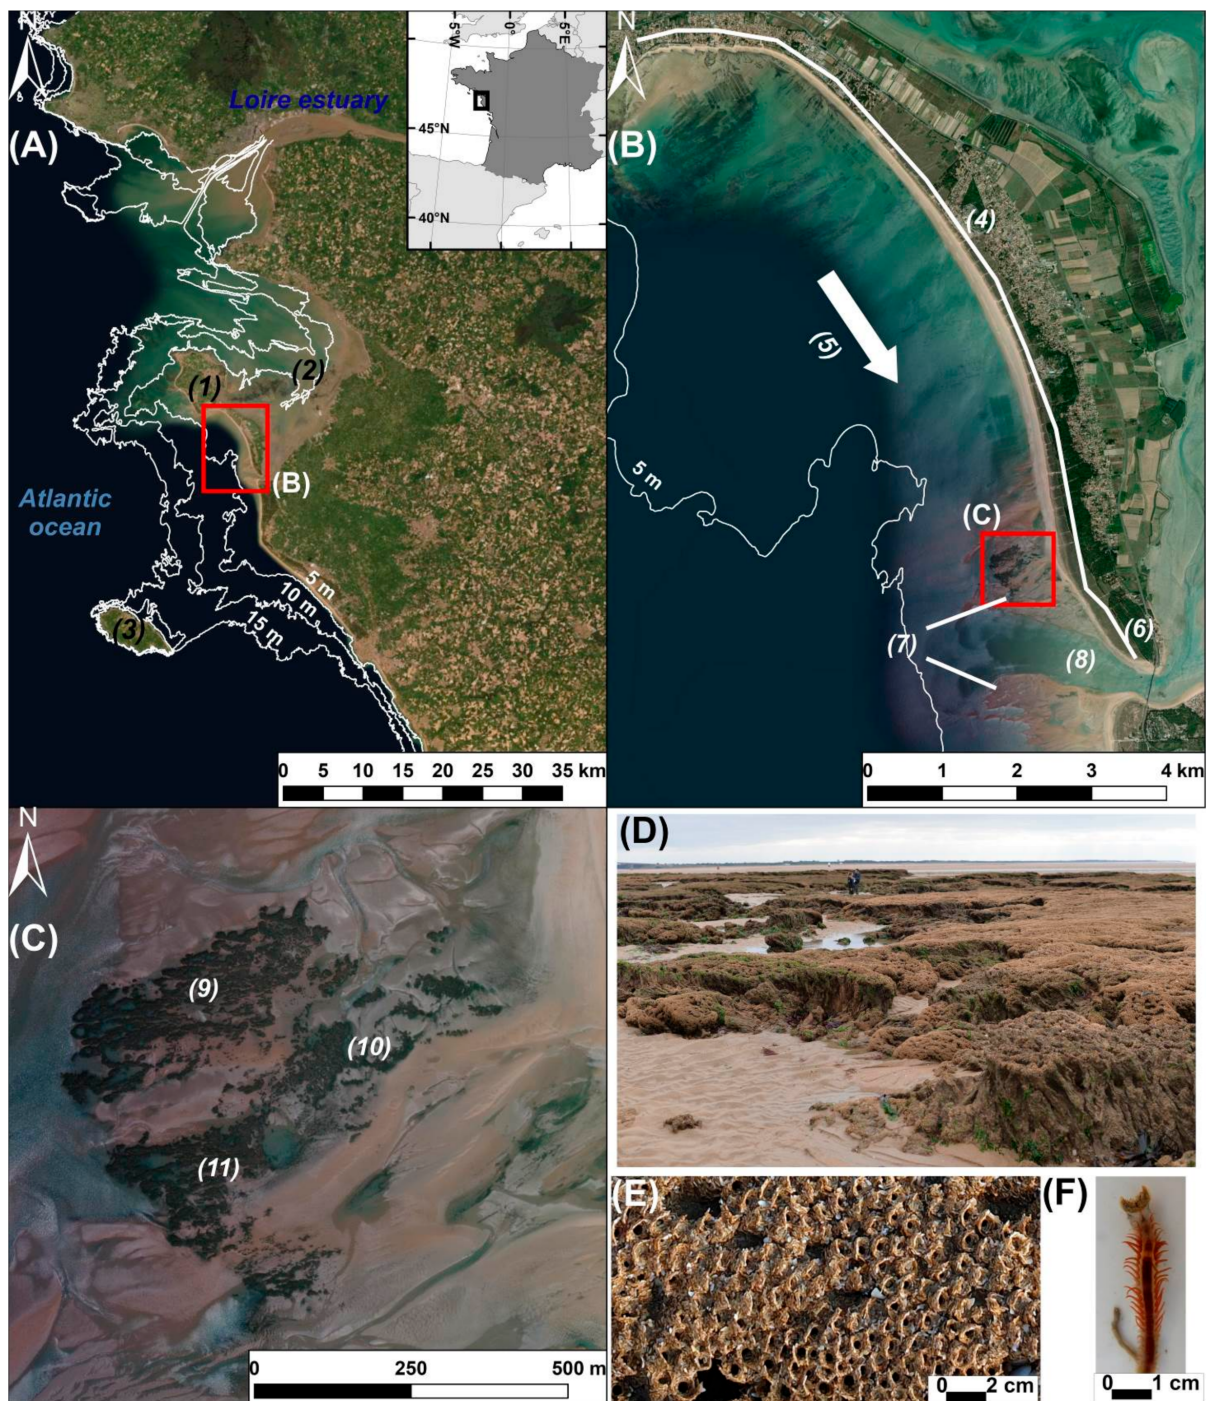 N
(A)
Loire estuary
5°W
0°
5°E
45°N
40°N
(1)
(2)
(B)
Atlantic
ocean
(3)
5 m
10 m
15 m
0 5 10 15 20 25 30 35 km
N
(B)
(4)
(5)
5 m
(C)
(6)
(7)
(8)
0 1 2 3 4 km
N
(C)
(9)
(10)
(11)
0 250 500 m
(D)
(E)
0 2 cm
(F)
0 1 cm